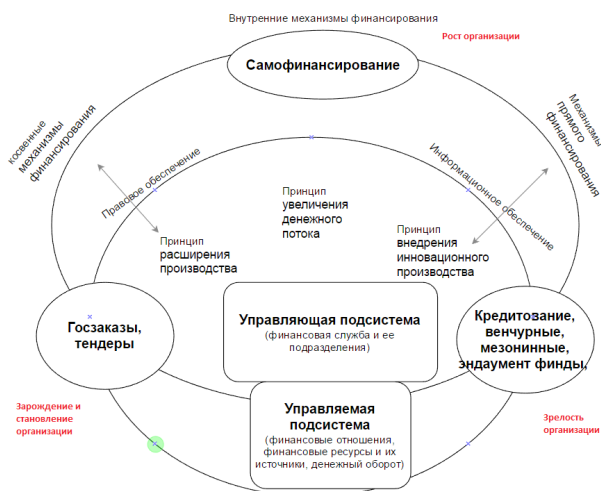 Внутренние механизмы финансирования
Рост организации
Самофинансирование
косвенные
механизмы
финансирования
Механизмы
прямого
финансирования
Правовое обеспечение
Информационное обеспечение
Принцип
увеличения
денежного
потока
Принцип
расширения
производства
Принцип
внедрения
инновационного
производства
Госзаказы,
тендеры
Управляющая подсистема
(финансовая служба и ее
подразделения)
Кредитование,
венчурные,
мезонинные,
эндаумент финды,
Управляемая
подсистема
(финансовые отношения,
финансовые ресурсы и их
источники, денежный оборот)
Зарождение и
становление
организации
Зрелость
организации